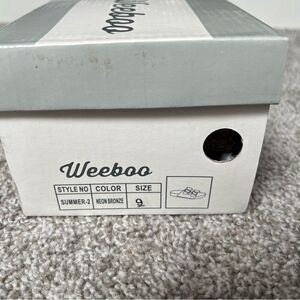 Weeboo
Weeboo
STYLE NO COLOR SIZE
SUMMER-2 NEON BRONZE 9